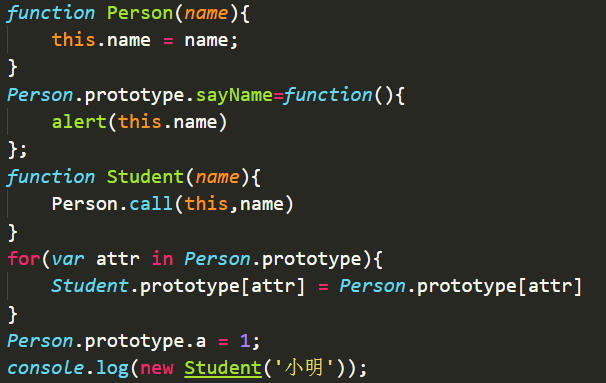 function Person(name){
    this.name = name;
}
Person.prototype.sayName=function(){
    alert(this.name)
};
function Student(name){
    Person.call(this,name)
}
for(var attr in Person.prototype){
    Student.prototype[attr] = Person.prototype[attr]
}
Person.prototype.a = 1;
console.log(new Student('小明'));